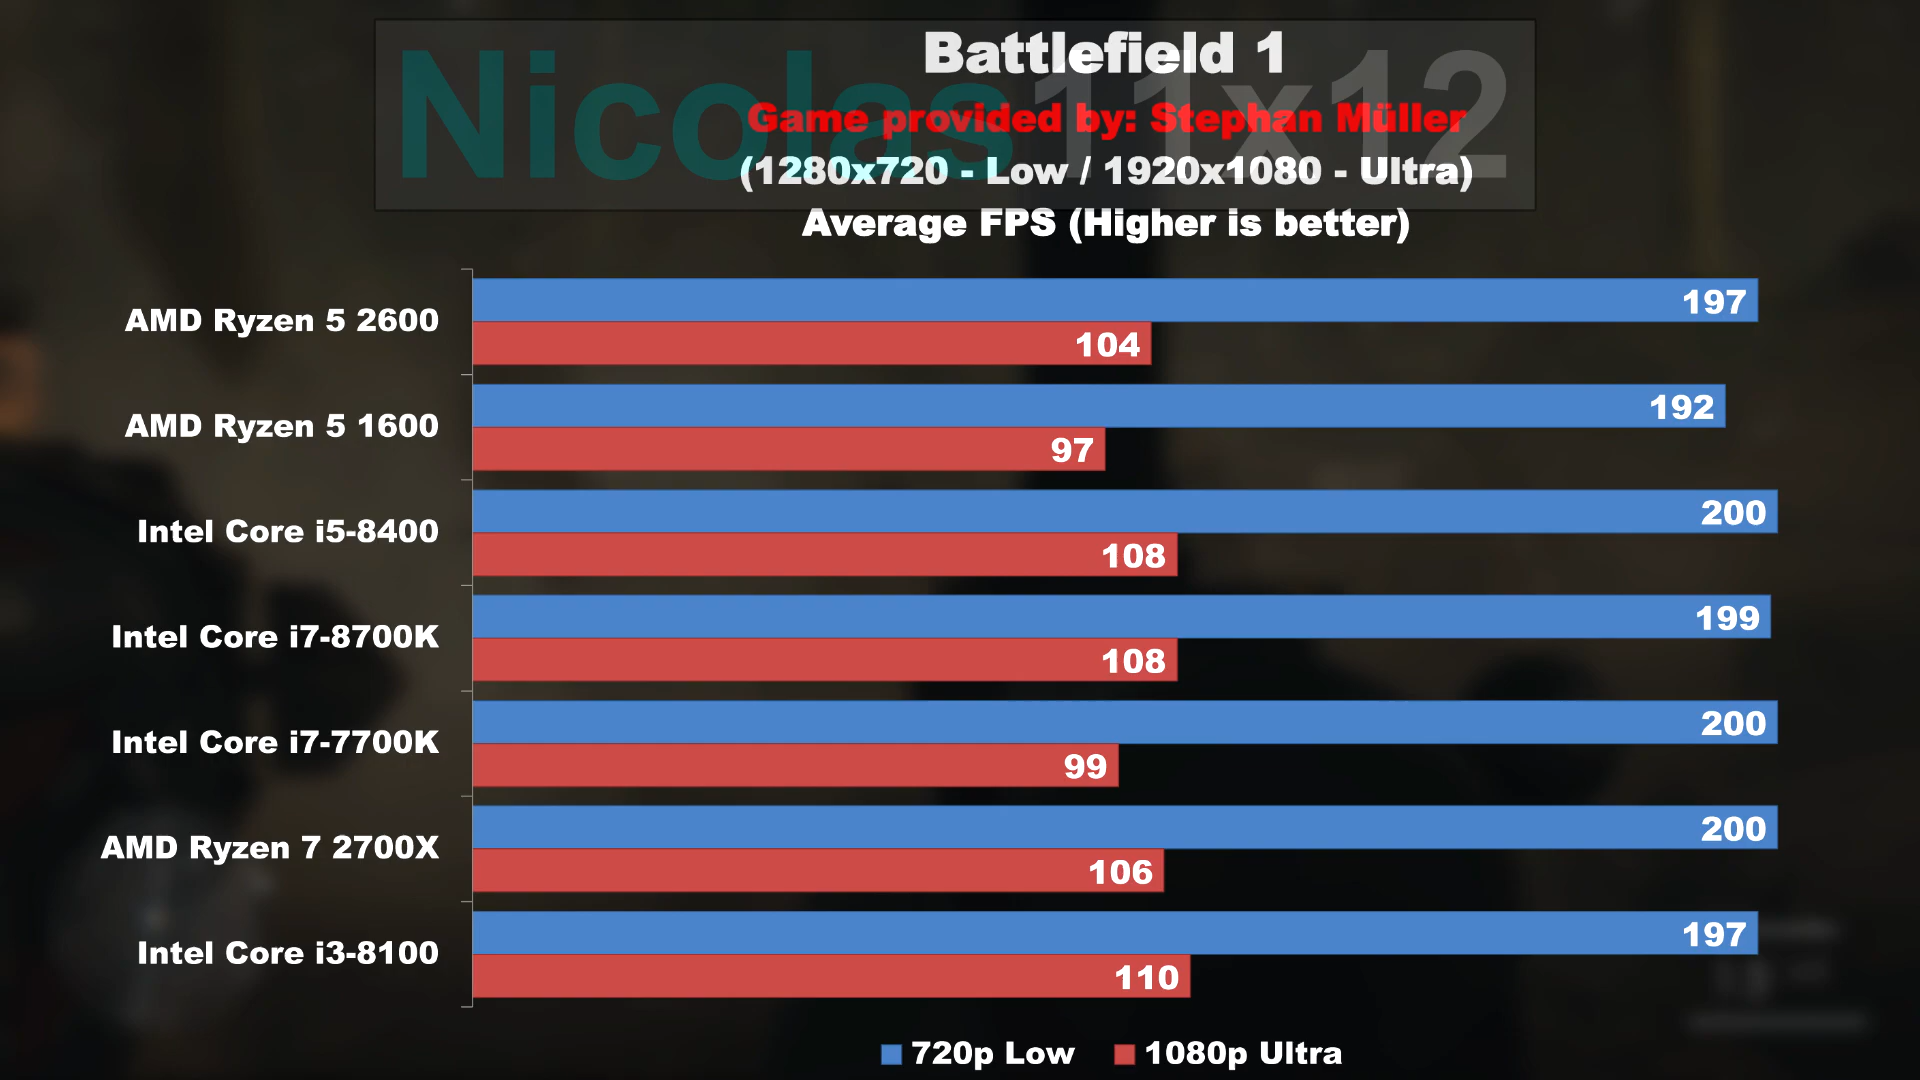 Nicolas11x12
Battlefield 1
Game provided by: Stephan Müller
(1280x720 - Low / 1920x1080 - Ultra)
Average FPS (Higher is better)
AMD Ryzen 5 2600
197
104
AMD Ryzen 5 1600
192
97
Intel Core i5-8400
200
108
Intel Core i7-8700K
199
108
Intel Core i7-7700K
200
99
AMD Ryzen 7 2700X
200
106
Intel Core i3-8100
197
110
720p Low 1080p Ultra